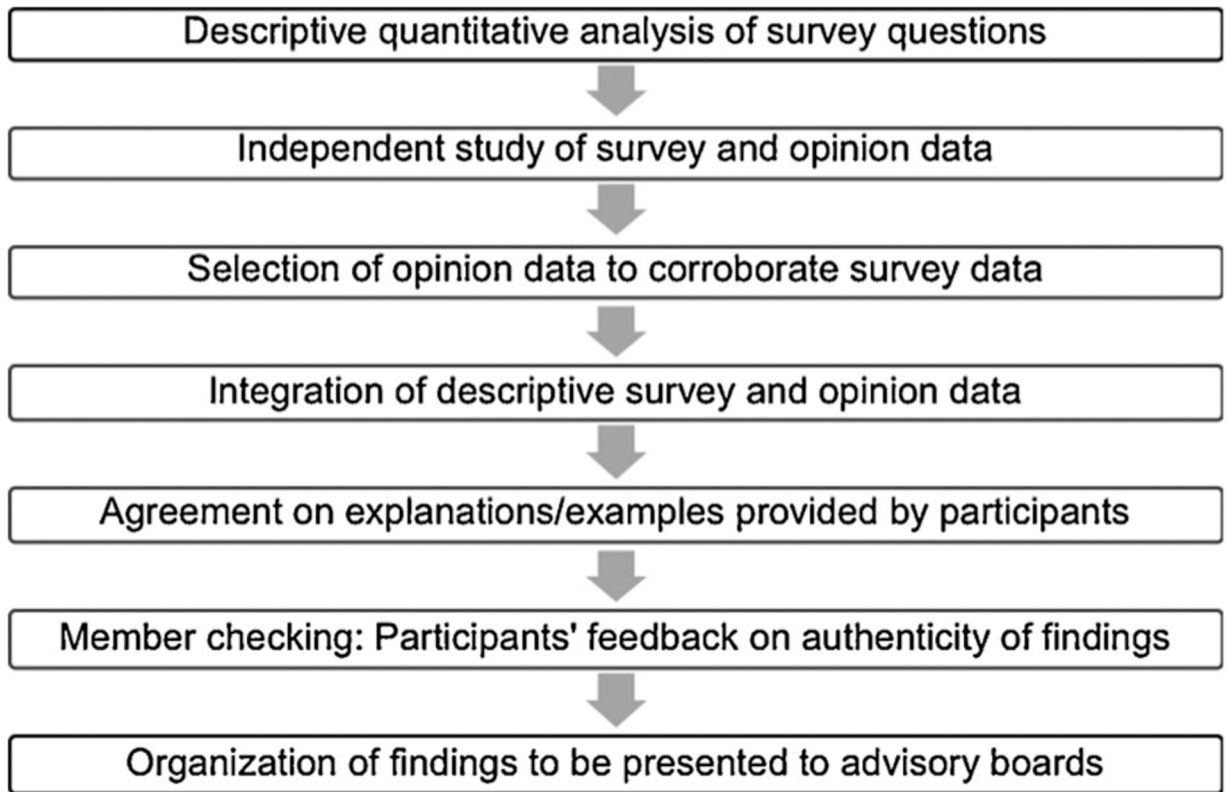 Descriptive quantitative analysis of survey questions
Independent study of survey and opinion data
Selection of opinion data to corroborate survey data
Integration of descriptive survey and opinion data
Agreement on explanations/examples provided by participants
Member checking: Participants' feedback on authenticity of findings
Organization of findings to be presented to advisory boards